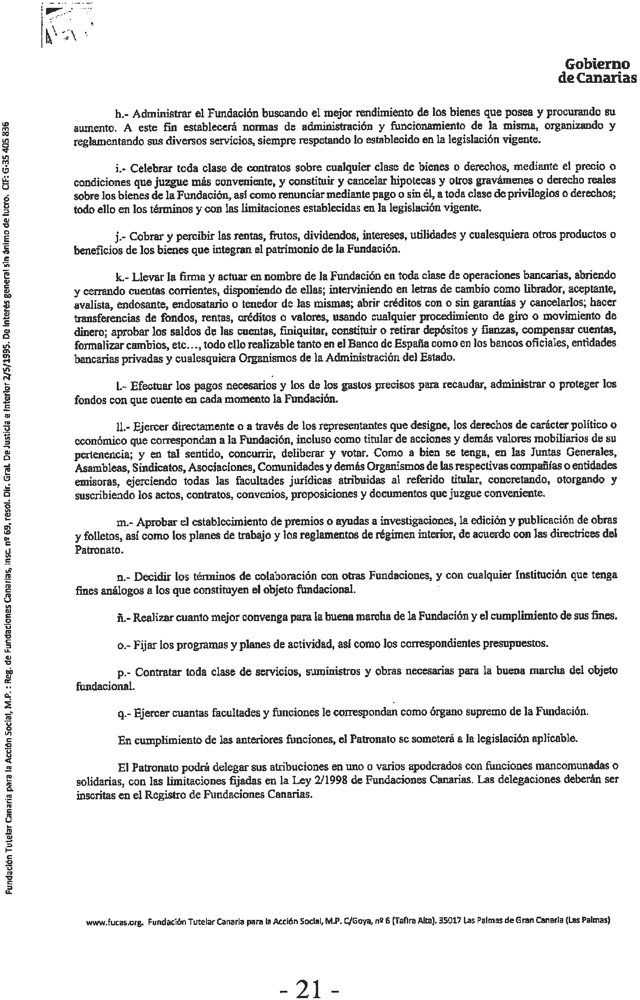 Gobierno
de Canarias
h.- Administrar el Fundación buscando el mejor rendimiento de los bienes que posea y procurando su
aumento. A este fin establecerá normas de administración y funcionamiento de la misma, organizando y
reglamentando sus diversos servicios, siempre respetando lo establecido en la legislación vigente.
i.- Celebrar toda clase de contratos sobre cualquier clase de bienes o derechos, mediante el precio o
condiciones que juzgue más conveniente, y constituir y cancelar hipotecas y otros gravámenes o derecho reales
sobre los bienes de la Fundación, así como renunciar mediante pago o sin él, a toda clase de privilegios o derechos;
todo ello en los términos y con las limitaciones establecidas en la legislación vigente.
j.- Cobrar y percibir las rentas, frutos, dividendos, intereses, utilidades y cualesquiera otros productos o
beneficios de los bienes que integran el patrimonio de la Fundación.
k.- Llevar la firma y actuar en nombre de la Fundación en toda clase de operaciones bancarias, abriendo
y cerrando cuentas corrientes, disponiendo de ellas; interviniendo en letras de cambio como librador, aceptante,
avalista, endosante, endosatario o tenedor de las mismas; abrir créditos con o sin garantías y cancelarlos; hacer
transferencias de fondos, rentas, créditos o valores, usando cualquier procedimiento de giro o movimiento de
dinero; aprobar los saldos de las cuentas, finiquitar, constituir o retirar depósitos y fianzas, compensar cuentas,
formalizar cambios, etc..., todo ello realizable tanto en el Banco de España como en los bancos oficiales, entidades
bancarias privadas y cualesquiera Organismos de la Administración del Estado.
l.- Efectuar los pagos necesarios y los de los gastos precisos para recaudar, administrar o proteger los
fondos con que cuente en cada momento la Fundación.
ll.- Ejercer directamente o a través de los representantes que designe, los derechos de carácter político o
económico que correspondan a la Fundación, incluso como titular de acciones y demás valores mobiliarios de su
pertenencia; y en tal sentido, concurrir, deliberar y votar. Como a bien se tenga, en las Juntas Generales,
Asambleas, Sindicatos, Asociaciones, Comunidades y demás Organismos de las respectivas compañías o entidades
emisoras, ejerciendo todas las facultades jurídicas atribuidas al referido titular, concretando, otorgando y
suscribiendo los actos, contratos, convenios, proposiciones y documentos que juzgue conveniente.
m.- Aprobar el establecimiento de premios o ayudas a investigaciones, la edición y publicación de obras
y folletos, así como los planes de trabajo y los reglamentos de régimen interior, de acuerdo con las directrices del
Patronato.
n.- Decidir los términos de colaboración con otras Fundaciones, y con cualquier Institución que tenga
fines análogos a los que constituyen el objeto fundacional.
ñ.- Realizar cuanto mejor convenga para la buena marcha de la Fundación y el cumplimiento de sus fines.
o.- Fijar los programas y planes de actividad, así como los correspondientes presupuestos.
p.- Contratar toda clase de servicios, suministros y obras necesarias para la buena marcha del objeto
fundacional.
q.- Ejercer cuantas facultades y funciones le correspondan como órgano supremo de la Fundación.
En cumplimiento de las anteriores funciones, el Patronato se someterá a la legislación aplicable.
El Patronato podrá delegar sus atribuciones en uno o varios apoderados con funciones mancomunadas o
solidarias, con las limitaciones fijadas en la Ley 2/1998 de Fundaciones Canarias. Las delegaciones deberán ser
inscritas en el Registro de Fundaciones Canarias.
Fundación Tutelar Canaria para la Acción Social, M.P. : Reg. de Fundaciones Canarias, Insc. nº 69, resol. Dir. Gral. De Justicia e Interior 2/5/1995. De Interés general sin ánimo de lucro. CIF: G-35 405 836
www.fucas.org. Fundación Tutelar Canaria para la Acción Social, M.P. C/Goya, nº 6 (Tafira Alta). 35017 Las Palmas de Gran Canaria (Las Palmas)
- 21 -